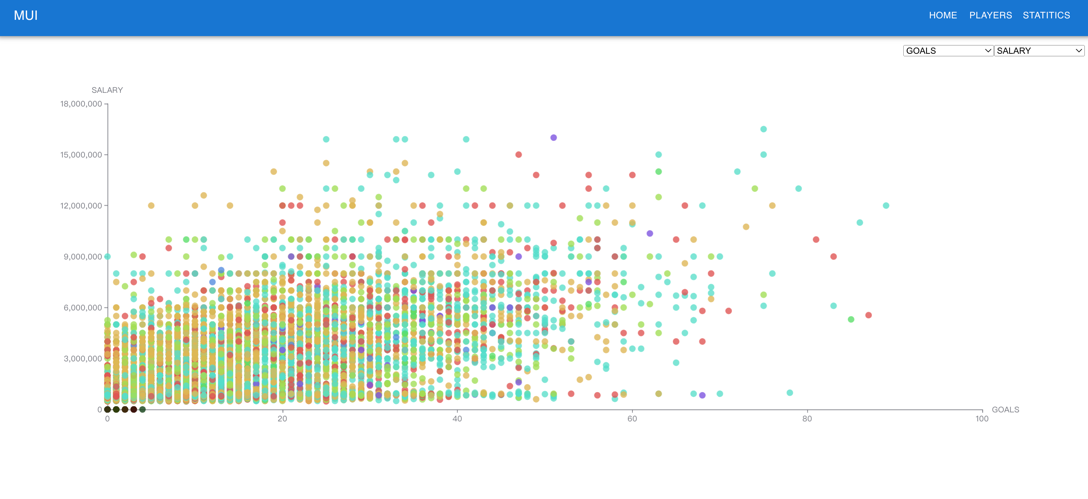 MUI
HOME PLAYERS STATITICS
GOALS SALARY
SALARY
18,000,000
15,000,000
12,000,000
9,000,000
6,000,000
3,000,000
0
0 20 40 60 80 100
GOALS